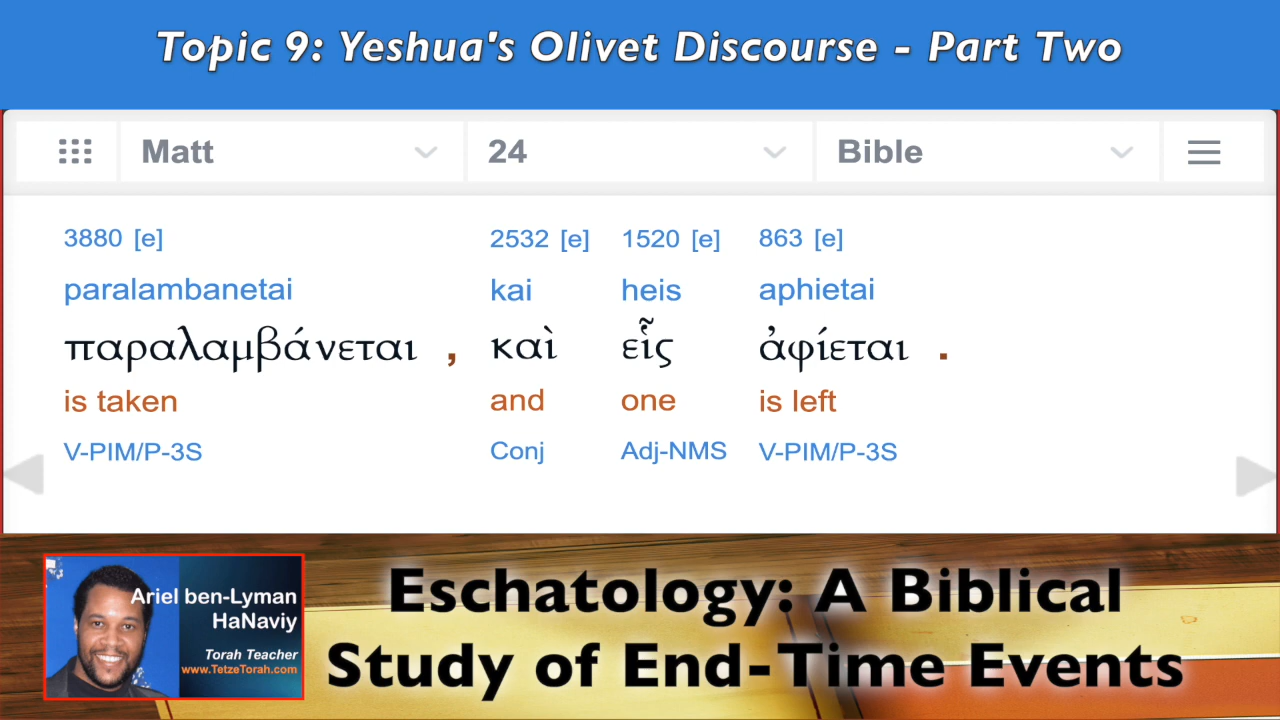 Topic 9: Yeshua's Olivet Discourse - Part Two
Matt 24 Bible
3880 [e] 2532 [e] 1520 [e] 863 [e]
paralambanetai kai heis aphietai
παραλαμβάνεται , καὶ εἷς ἀφίεται .
is taken and one is left
V-PIM/P-3S Conj Adj-NMS V-PIM/P-3S
Ariel ben-Lyman
HaNaviy
Torah Teacher
www.TetzeTorah.com
Eschatology: A Biblical
Study of End-Time Events